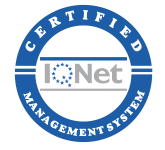 CERTIFIED
IQNet
MANAGEMENT SYSTEM